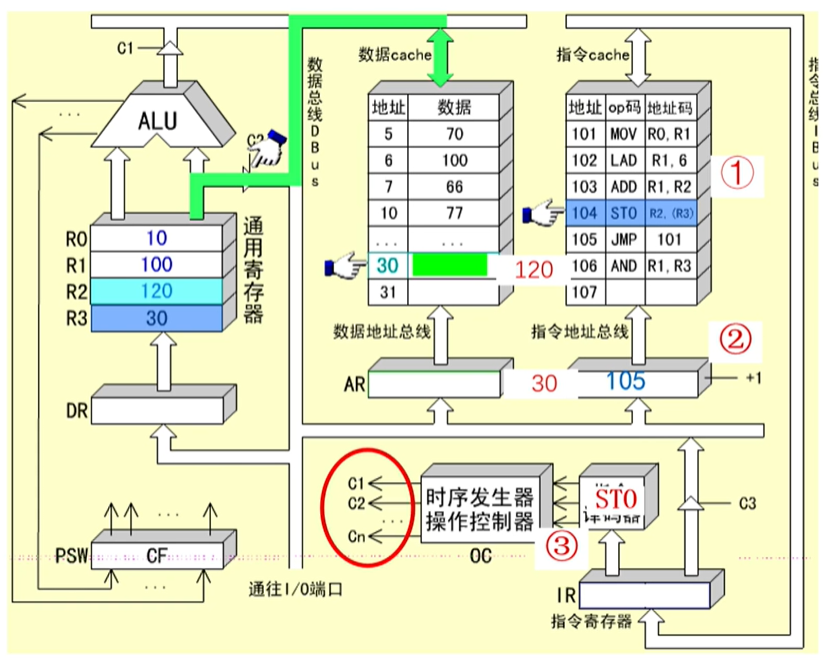 C1
ALU
C2
数据总线DBus
数据cache
指令cache
指令总线IBus
地址 数据
5 70
6 100
7 66
10 77
... ...
30
31
120
地址 op码 地址码
101 MOV R0, R1
102 LAD R1, 6
103 ADD R1, R2
104 STO R2, (R3)
105 JMP 101
106 AND R1, R3
107
①
R0 10
R1 100
R2 120
R3 30
通用寄存器
数据地址总线
指令地址总线
②
AR
30
105
+1
DR
C1
C2
...
Cn
时序发生器
操作控制器
OC
③
STO
C3
...
...
PSW
CF
...
通往I/O端口
IR
指令寄存器